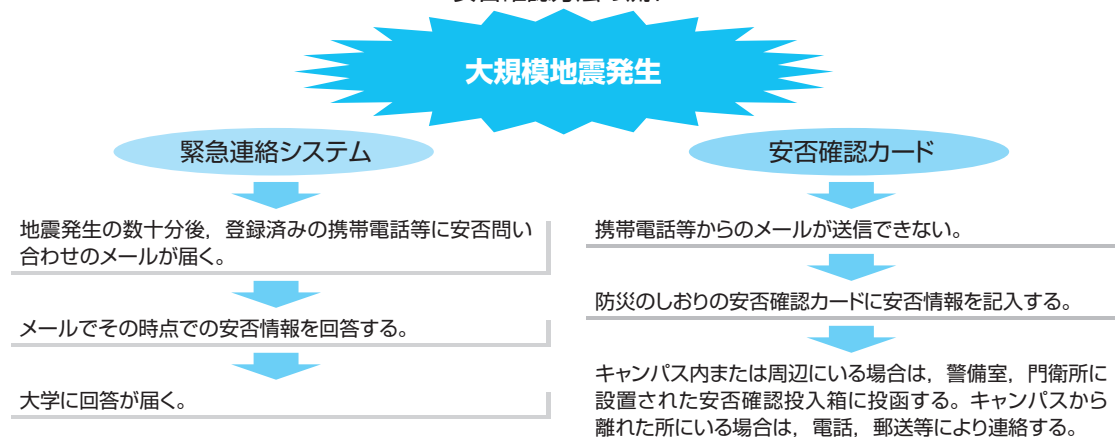 大規模地震発生
緊急連絡システム
地震発生の数十分後，登録済みの携帯電話等に安否問い
合わせのメールが届く。
メールでその時点での安否情報を回答する。
大学に回答が届く。
安否確認カード
携帯電話等からのメールが送信できない。
防災のしおりの安否確認カードに安否情報を記入する。
キャンパス内または周辺にいる場合は，警備室，門衛所に
設置された安否確認投入箱に投函する。キャンパスから
離れた所にいる場合は，電話，郵送等により連絡する。